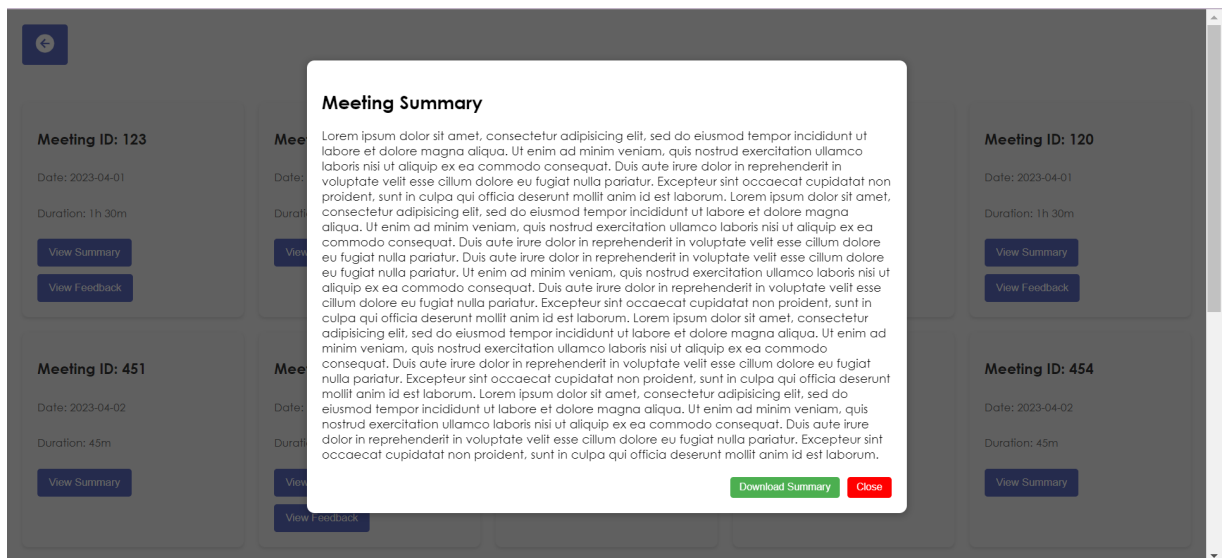 Meeting Summary
Lorem ipsum dolor sit amet, consectetur adipisicing elit, sed do eiusmod tempor incididunt ut
labore et dolore magna aliqua. Ut enim ad minim veniam, quis nostrud exercitation ullamco
laboris nisi ut aliquip ex ea commodo consequat. Duis aute irure dolor in reprehenderit in
voluptate velit esse cillum dolore eu fugiat nulla pariatur. Excepteur sint occaecat cupidatat non
proident, sunt in culpa qui officia deserunt mollit anim id est laborum. Lorem ipsum dolor sit amet,
consectetur adipisicing elit, sed do eiusmod tempor incididunt ut labore et dolore magna
aliqua. Ut enim ad minim veniam, quis nostrud exercitation ullamco laboris nisi ut aliquip ex ea
commodo consequat. Duis aute irure dolor in reprehenderit in voluptate velit esse cillum dolore
eu fugiat nulla pariatur. Duis aute irure dolor in reprehenderit in voluptate velit esse cillum dolore
eu fugiat nulla pariatur. Ut enim ad minim veniam, quis nostrud exercitation ullamco laboris nisi ut
aliquip ex ea commodo consequat. Duis aute irure dolor in reprehenderit in voluptate velit esse
cillum dolore eu fugiat nulla pariatur. Excepteur sint occaecat cupidatat non proident, sunt in
culpa qui officia deserunt mollit anim id est laborum. Lorem ipsum dolor sit amet, consectetur
adipisicing elit, sed do eiusmod tempor incididunt ut labore et dolore magna aliqua. Ut enim ad
minim veniam, quis nostrud exercitation ullamco laboris nisi ut aliquip ex ea commodo
consequat. Duis aute irure dolor in reprehenderit in voluptate velit esse cillum dolore eu fugiat
nulla pariatur. Excepteur sint occaecat cupidatat non proident, sunt in culpa qui officia deserunt
mollit anim id est laborum. Lorem ipsum dolor sit amet, consectetur adipisicing elit, sed do
eiusmod tempor incididunt ut labore et dolore magna aliqua. Ut enim ad minim veniam, quis
nostrud exercitation ullamco laboris nisi ut aliquip ex ea commodo consequat. Duis aute irure
dolor in reprehenderit in voluptate velit esse cillum dolore eu fugiat nulla pariatur. Excepteur sint
occaecat cupidatat non proident, sunt in culpa qui officia deserunt mollit anim id est laborum.
Download Summary Close
Meeting ID: 123
Date: 2023-04-01
Duration: 1h 30m
View Summary
View Feedback
Mee
Date:
Durati
View
Meeting ID: 120
Date: 2023-04-01
Duration: 1h 30m
View Summary
View Feedback
Meeting ID: 451
Date: 2023-04-02
Duration: 45m
View Summary
Mee
Date:
Durati
View
View Feedback
Meeting ID: 454
Date: 2023-04-02
Duration: 45m
View Summary